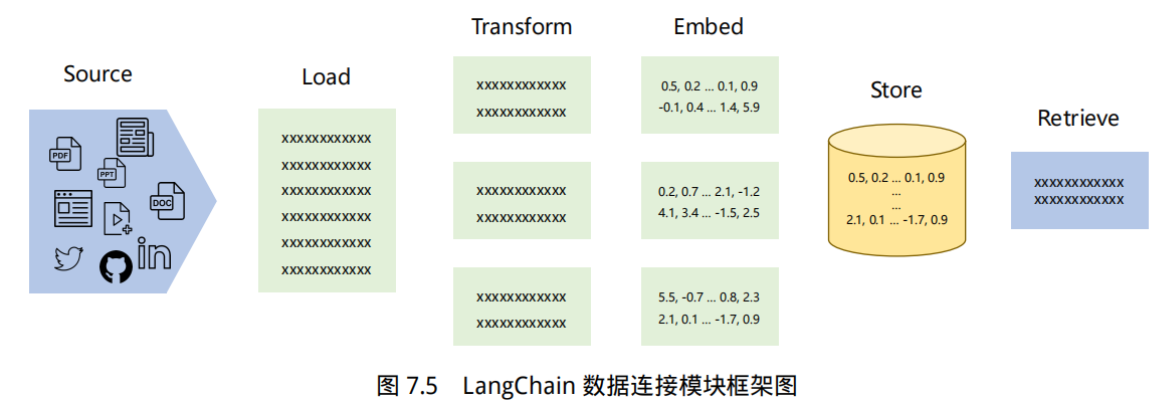 Source
PDF
PPT
DOC
in
Load
xxxxxxxxxxxx
xxxxxxxxxxxx
xxxxxxxxxxxx
xxxxxxxxxxxx
xxxxxxxxxxxx
xxxxxxxxxxxx
Transform
xxxxxxxxxxxx
xxxxxxxxxxxx
xxxxxxxxxxxx
xxxxxxxxxxxx
xxxxxxxxxxxx
xxxxxxxxxxxx
Embed
0.5, 0.2 ... 0.1, 0.9
-0.1, 0.4 ... 1.4, 5.9
0.2, 0.7 ... 2.1, -1.2
4.1, 3.4 ... -1.5, 2.5
5.5, -0.7 ... 0.8, 2.3
2.1, 0.1 ... -1.7, 0.9
Store
0.5, 0.2 ... 0.1, 0.9
...
...
2.1, 0.1 ... -1.7, 0.9
Retrieve
xxxxxxxxxxxx
xxxxxxxxxxxx
图 7.5 LangChain 数据连接模块框架图